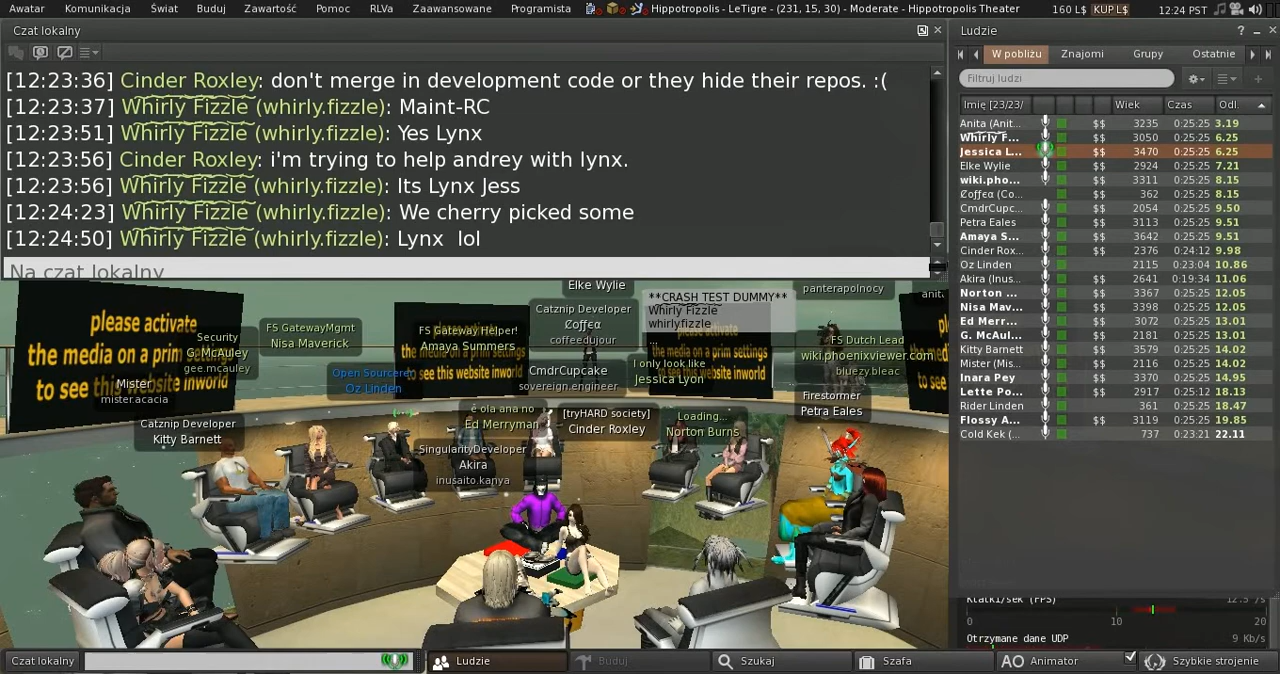 Awatar Komunikacja Świat Buduj Zawartość Pomoc RLVa Zaawansowane Programista Hippotropolis - LeTigre - (231, 15, 30) - Moderate - Hippotropolis Theater 160 L$ KUP L$ 12:24 PST
Czat lokalny
[12:23:36] Cinder Roxley: don't merge in development code or they hide their repos. :(
[12:23:37] Whirly Fizzle (whirly.fizzle): Maint-RC
[12:23:51] Whirly Fizzle (whirly.fizzle): Yes Lynx
[12:23:56] Cinder Roxley: i'm trying to help andrey with lynx.
[12:23:56] Whirly Fizzle (whirly.fizzle): Its Lynx Jess
[12:24:23] Whirly Fizzle (whirly.fizzle): We cherry picked some
[12:24:50] Whirly Fizzle (whirly.fizzle): Lynx lol
Na czat lokalny
Elke Wylie
**CRASH TEST DUMMY**
Whirly Fizzle
whirly.fizzle
...
panterapolnocy
please activate
the media on a prim settings
to see this website inworld
Security
G. McAuley
gee.mcauley
FS GatewayMgmt
Nisa Maverick
Mister
mister.acacia
Open Source
Oz Linden
FS Gateway Helper!
Amaya Summers
Catznip Developer
Coffee
coffeedujour
CmdrCupcake
sovereign.engineer
I only look like
Jessica Lyon
FS Dutch Lead
wiki.phoenixviewer.com
bluezy.bleac
Firestormer
Petra Eales
Catznip Developer
Kitty Barnett
é ola ana no
Ed Merryman
[tryHARD society]
Cinder Roxley
Loading...
Norton Burns
SingularityDeveloper
Akira
inusaito.kanya
Ludzie
W pobliżu Znajomi Grupy Ostatnie
Filtruj ludzi
Imię [23/23/ Wiek Czas Odl.
Anita (Anit... $$ 3235 0:25:25 3.19
Whirly F... $$ 3050 0:25:25 6.25
Jessica L... $$ 3470 0:25:25 6.25
Elke Wylie $$ 2924 0:25:25 7.21
wiki.pho... $$ 3311 0:25:25 8.15
Coffee (Co... $$ 362 0:25:25 8.15
CmdrCupc... $$ 2054 0:25:25 9.50
Petra Eales $$ 3113 0:25:25 9.51
Amaya S... $$ 3642 0:25:25 9.51
Cinder Rox... $$ 2376 0:24:12 9.98
Oz Linden 2115 0:23:04 10.86
Akira (Inus... $$ 2641 0:19:34 11.06
Norton ... $$ 3367 0:25:25 12.05
Nisa Mav... $$ 3398 0:25:25 12.05
Ed Merr... $$ 3072 0:25:25 13.01
G. McAul... $$ 2181 0:25:25 13.01
Kitty Barnett $$ 3579 0:25:25 14.02
Mister (Mis... $$ 2116 0:25:25 14.02
Inara Pey $$ 3370 0:25:25 14.95
Lette Po... $$ 2917 0:25:12 18.13
Rider Linden 361 0:25:25 18.47
Flossy A... $$ 3119 0:25:25 19.85
Cold Kek (... 737 0:23:21 22.11
Klatki/sek (FPS) 12.5 /s
0 10 20
Otrzymane dane UDP 9 Kb/s
Czat lokalny Ludzie Buduj Szukaj Szafa AO Animator Szybkie strojenie